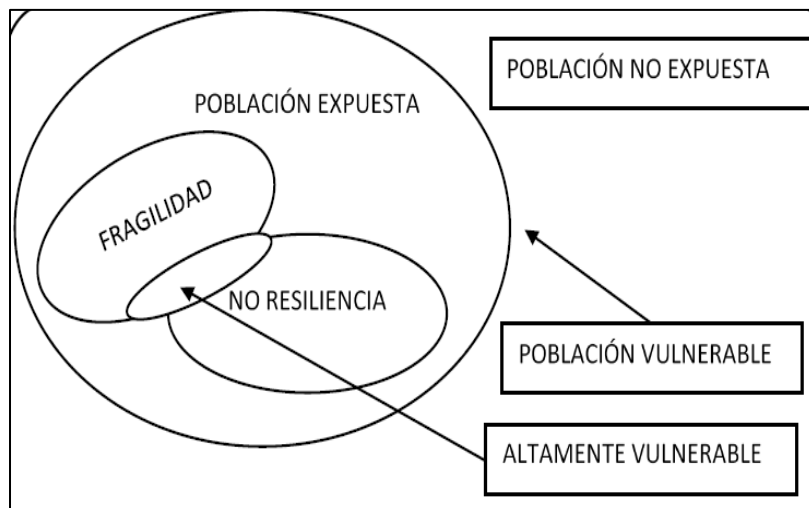 POBLACIÓN NO EXPUESTA
POBLACIÓN EXPUESTA
FRAGILIDAD
NO RESILIENCIA
POBLACIÓN VULNERABLE
ALTAMENTE VULNERABLE